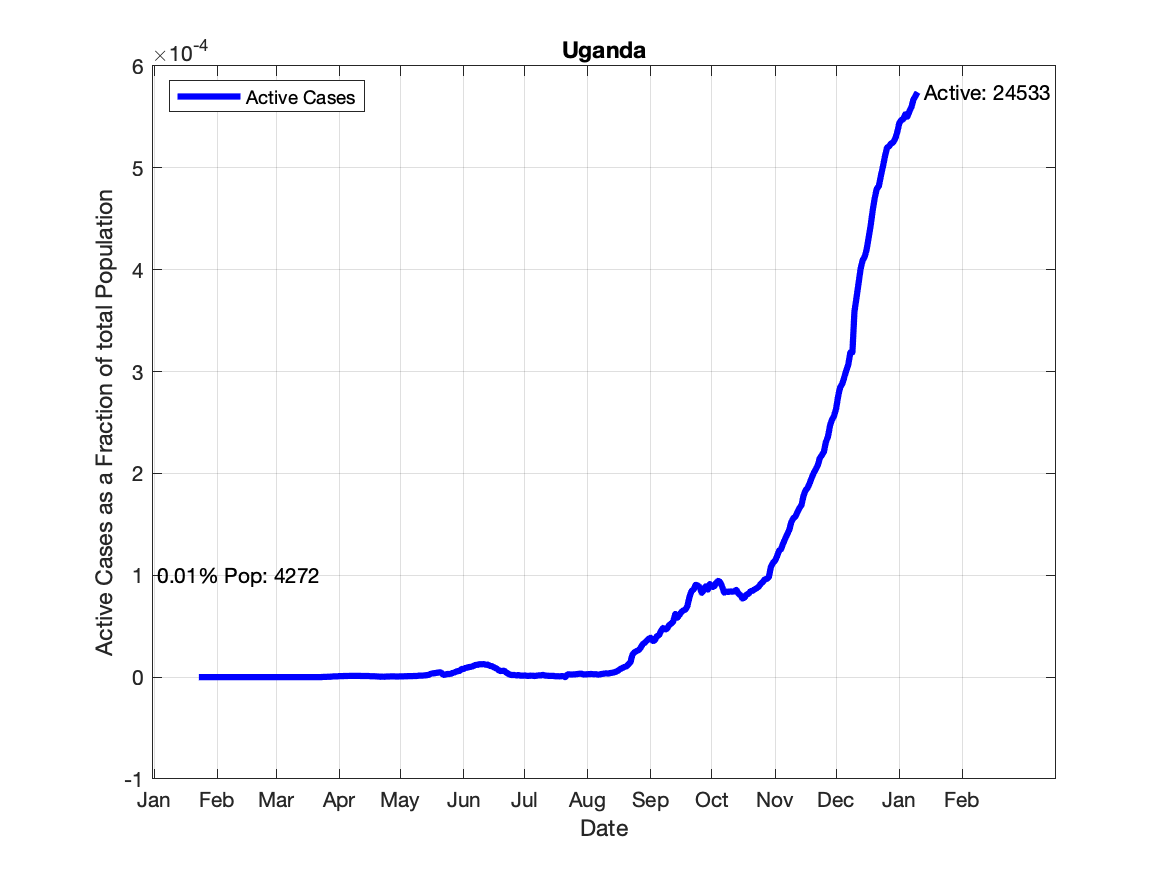 Uganda
×10-4
Active Cases
Active: 24533
6
5
4
3
2
1
0
-1
0.01% Pop: 4272
Active Cases as a Fraction of total Population
Jan Feb Mar Apr May Jun Jul Aug Sep Oct Nov Dec Jan Feb
Date